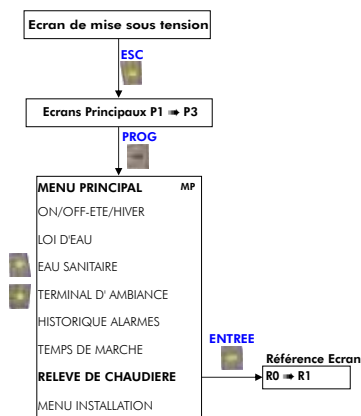 Ecran de mise sous tension
ESC
Ecrans Principaux P1 ➠ P3
PROG
MENU PRINCIPAL MP
ON/OFF-ETE/HIVER
LOI D'EAU
EAU SANITAIRE
TERMINAL D' AMBIANCE
HISTORIQUE ALARMES
TEMPS DE MARCHE
RELEVE DE CHAUDIERE
MENU INSTALLATION
ENTREE
Référence Ecran
R0 ➠ R1